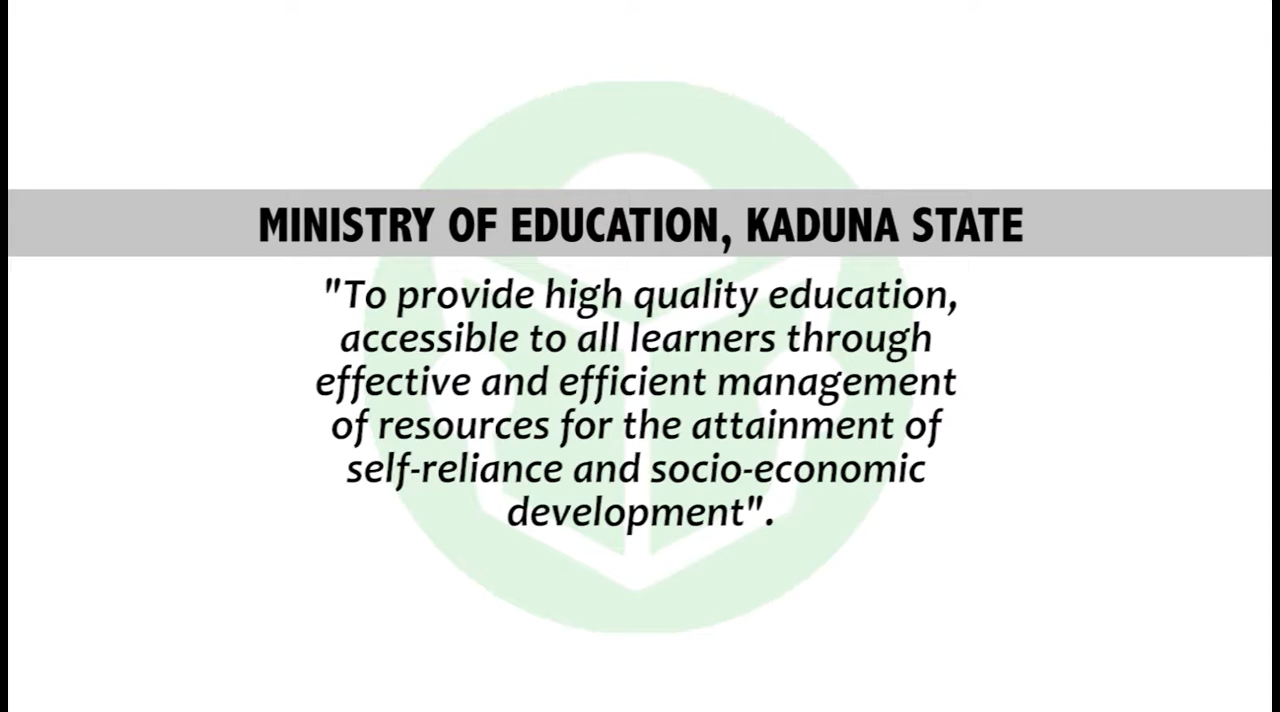 MINISTRY OF EDUCATION, KADUNA STATE
"To provide high quality education,
accessible to all learners through
effective and efficient management
of resources for the attainment of
self-reliance and socio-economic
development".